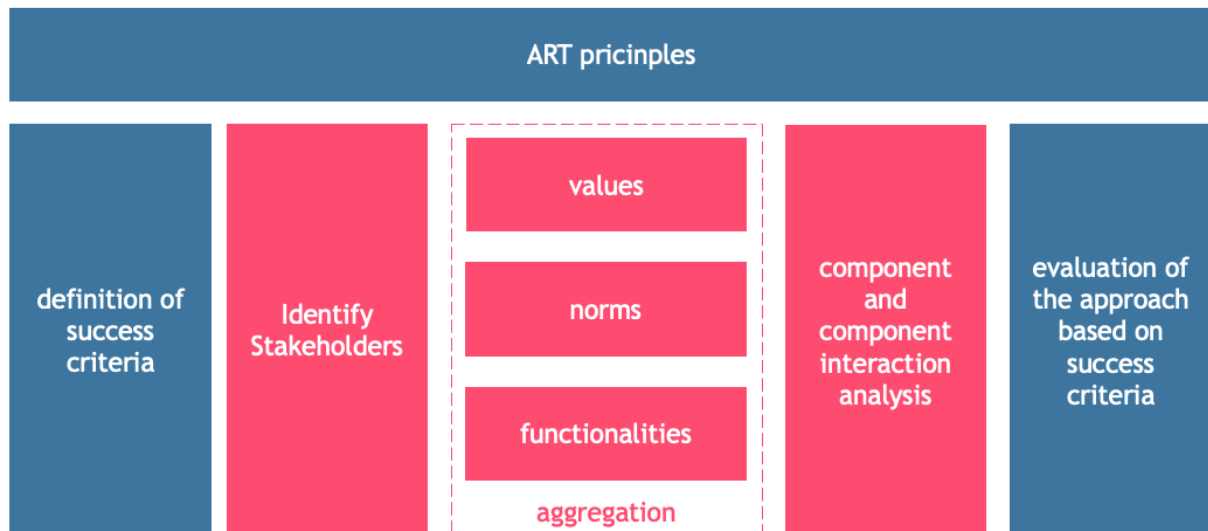 ART pricinples
definition of
success
criteria
Identify
Stakeholders
values
norms
functionalities
aggregation
component
and
component
interaction
analysis
evaluation of
the approach
based on
success
criteria